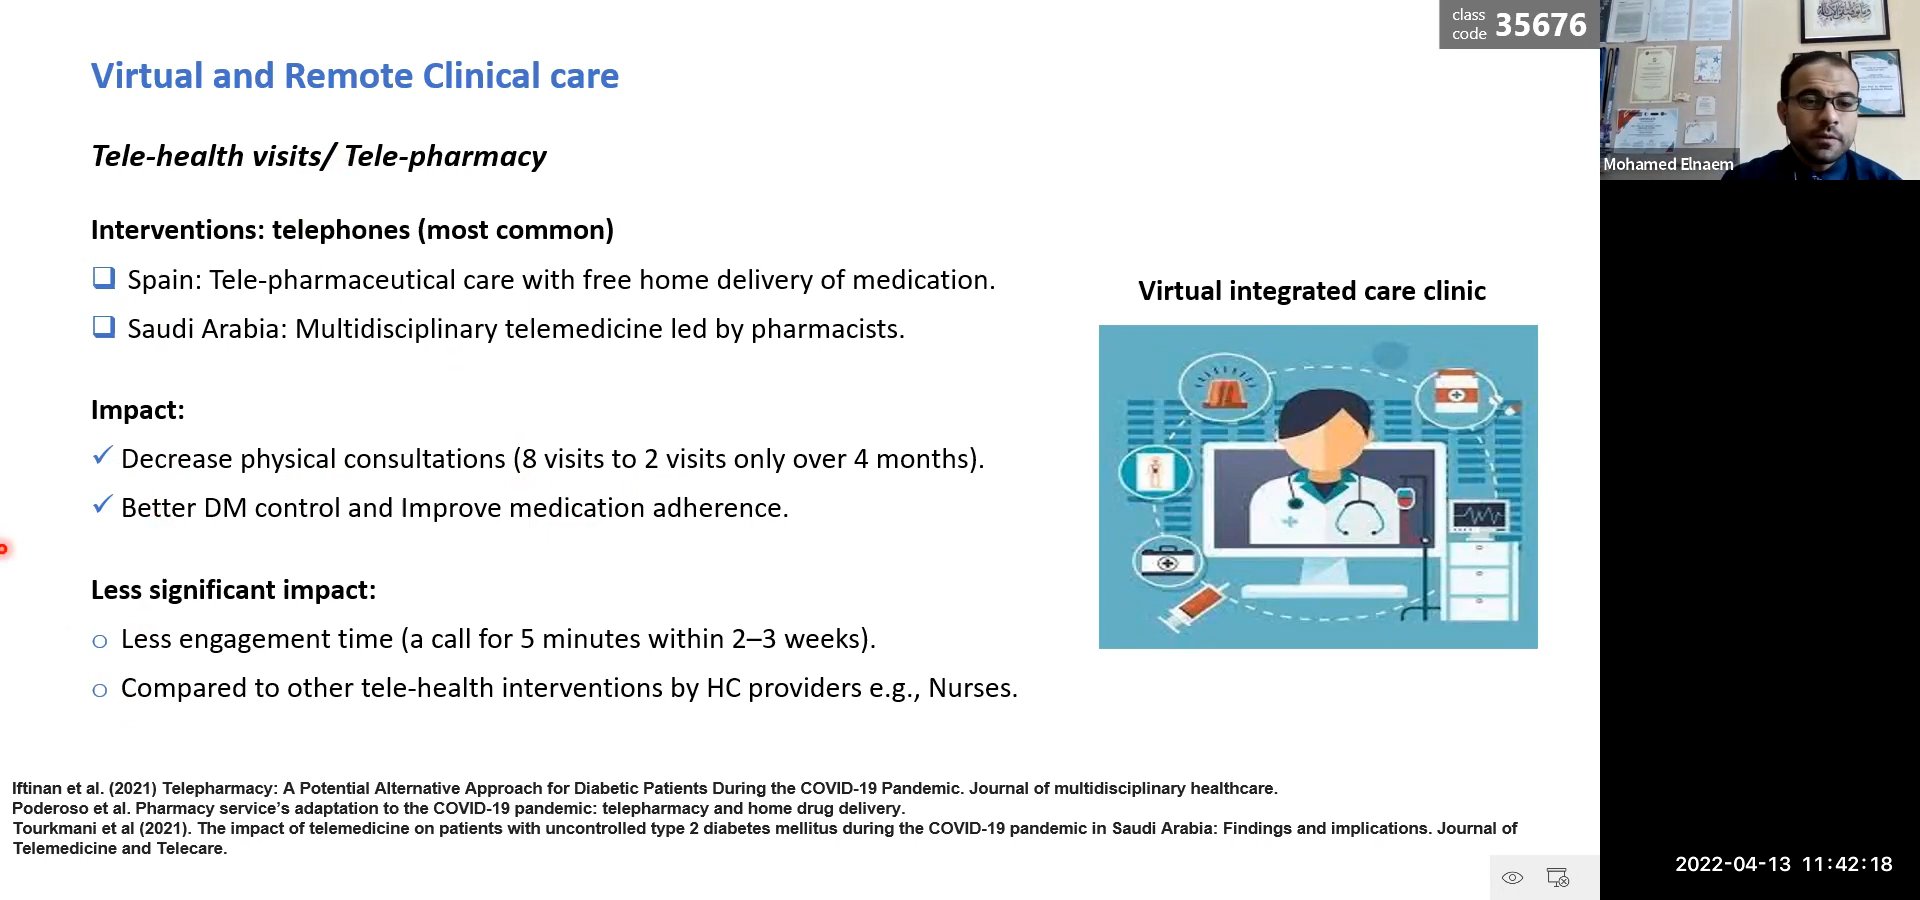 class
code 35676
Virtual and Remote Clinical care
Tele-health visits/ Tele-pharmacy
Interventions: telephones (most common)
Spain: Tele-pharmaceutical care with free home delivery of medication.
Saudi Arabia: Multidisciplinary telemedicine led by pharmacists.
Impact:
Decrease physical consultations (8 visits to 2 visits only over 4 months).
Better DM control and Improve medication adherence.
Less significant impact:
Less engagement time (a call for 5 minutes within 2–3 weeks).
Compared to other tele-health interventions by HC providers e.g., Nurses.
Virtual integrated care clinic
Iftinan et al. (2021) Telepharmacy: A Potential Alternative Approach for Diabetic Patients During the COVID-19 Pandemic. Journal of multidisciplinary healthcare.
Poderoso et al. Pharmacy service's adaptation to the COVID-19 pandemic: telepharmacy and home drug delivery.
Tourkmani et al (2021). The impact of telemedicine on patients with uncontrolled type 2 diabetes mellitus during the COVID-19 pandemic in Saudi Arabia: Findings and implications. Journal of
Telemedicine and Telecare.
Mohamed Elnaem
2022-04-13 11:42:18